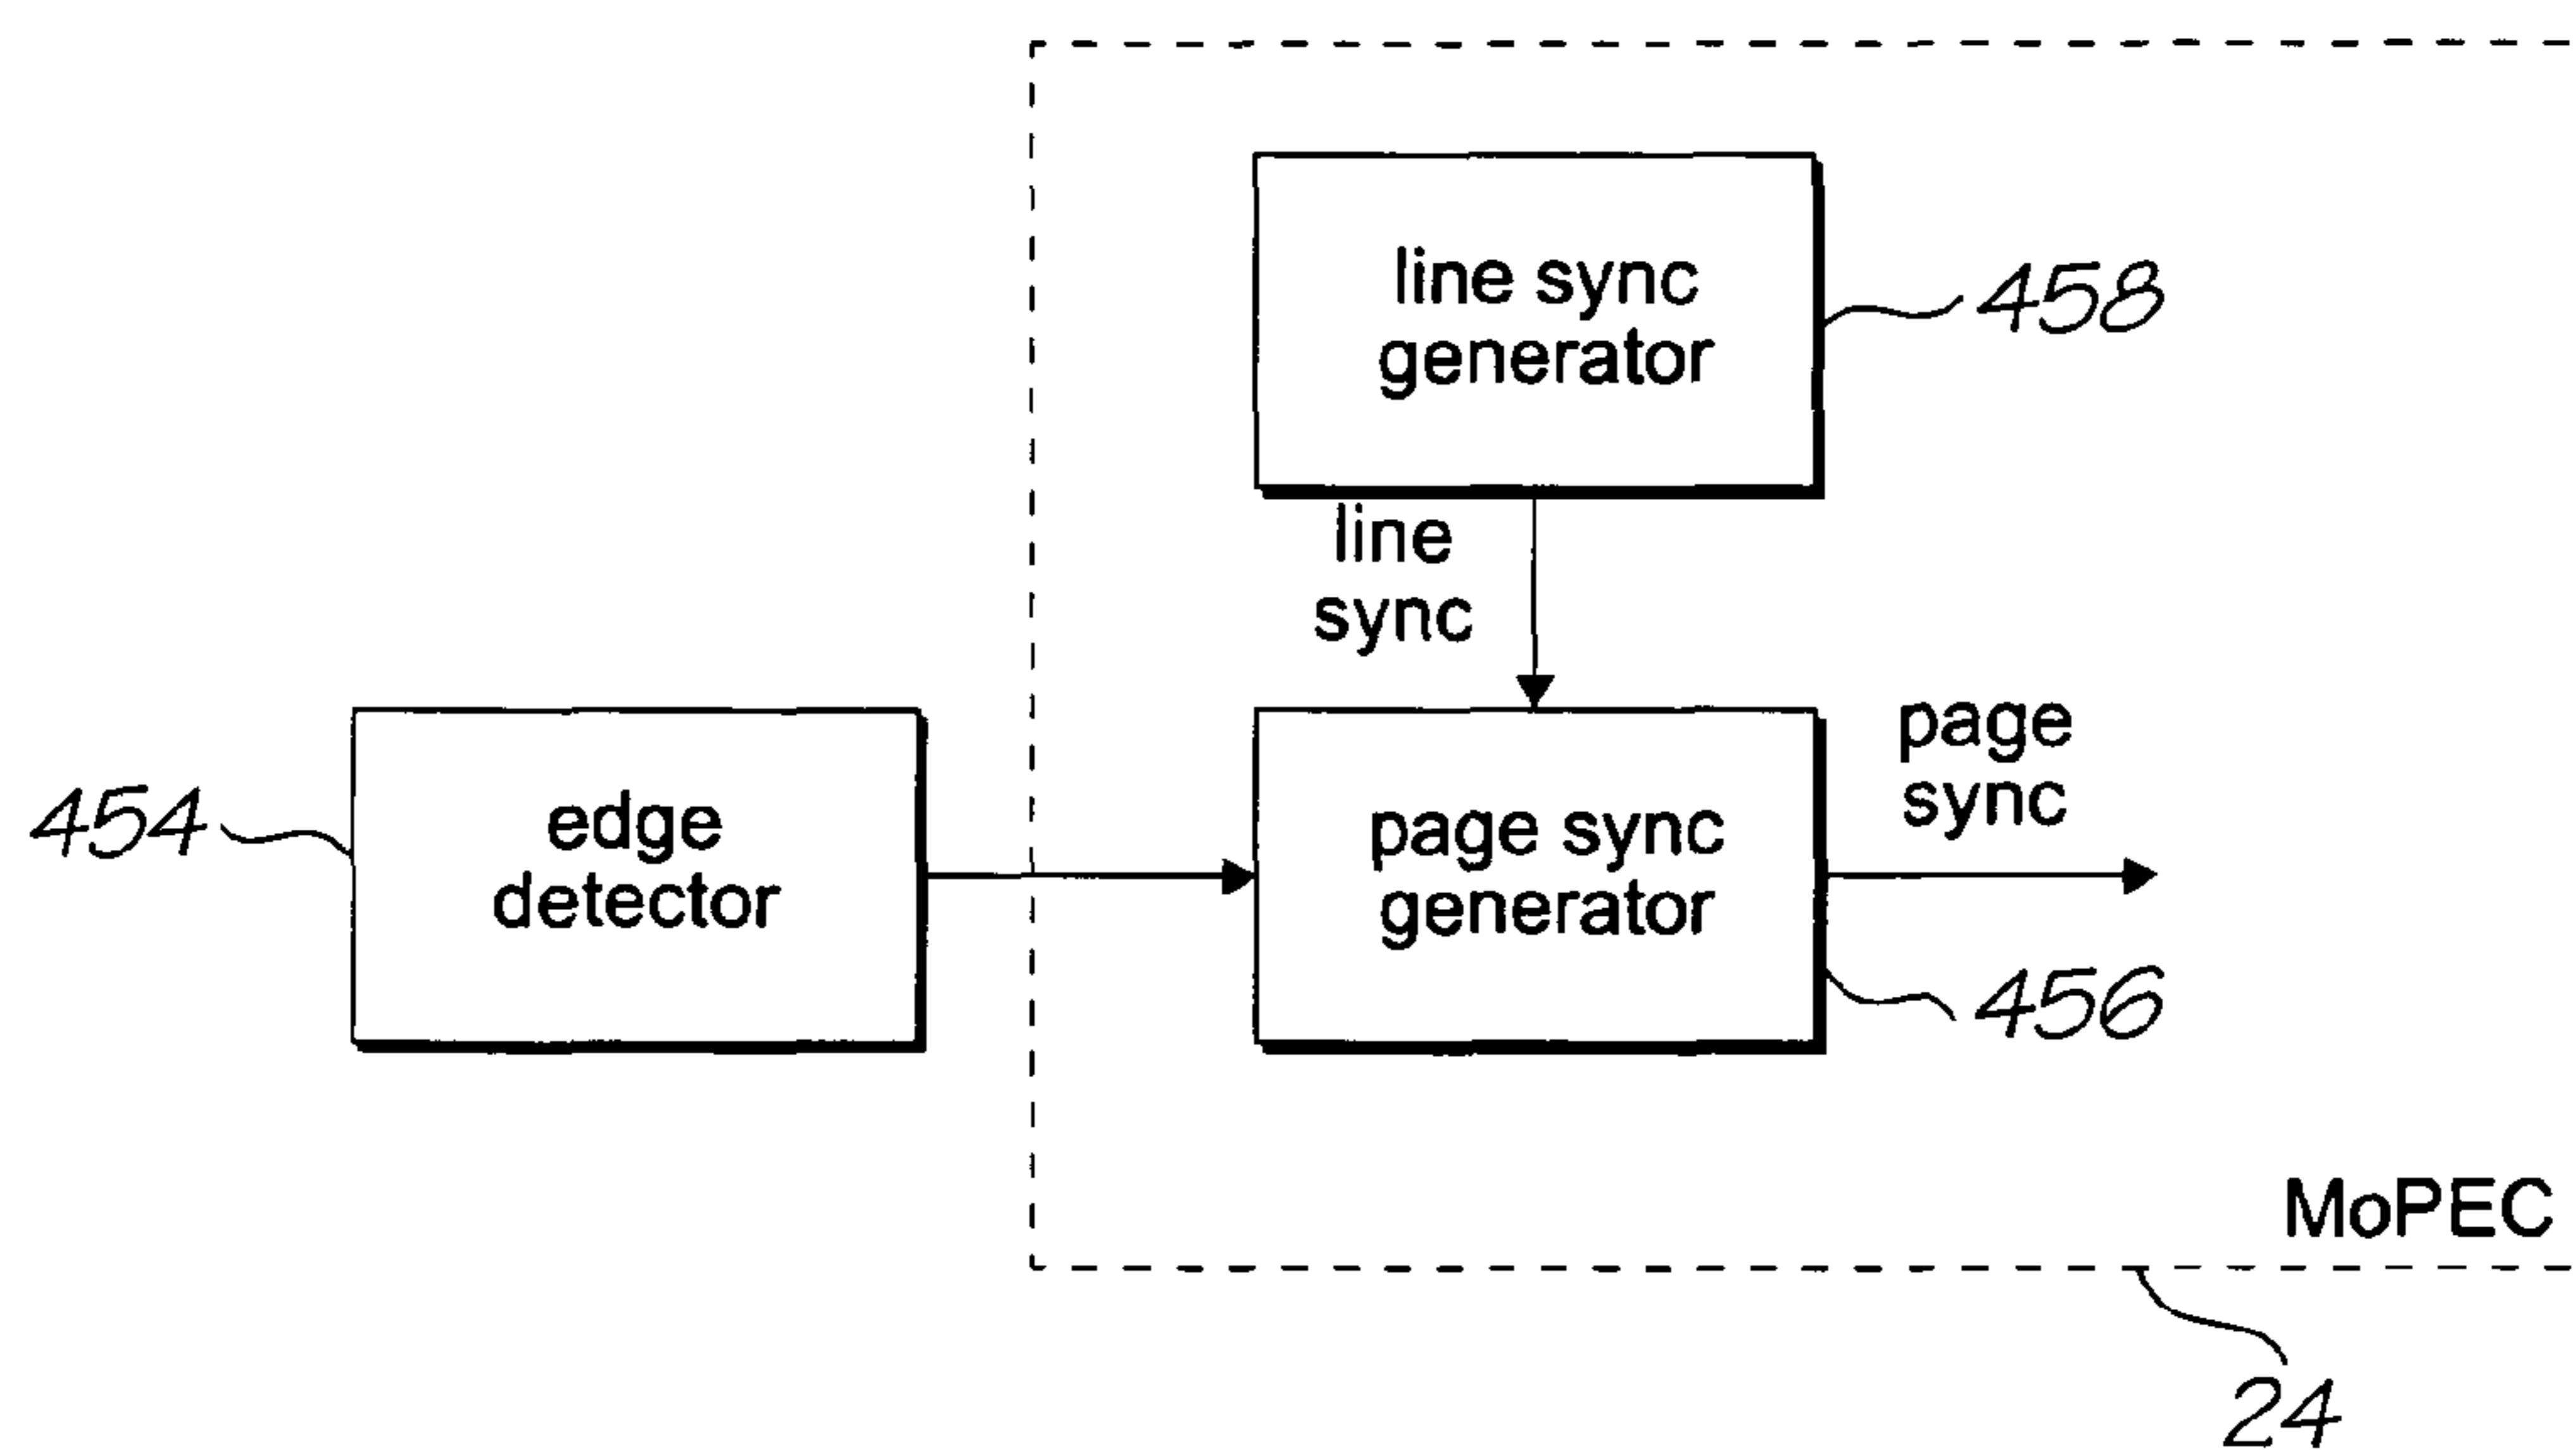 line sync
generator
458
line
sync
edge
detector
454
page sync
generator
page
sync
456
MoPEC
24